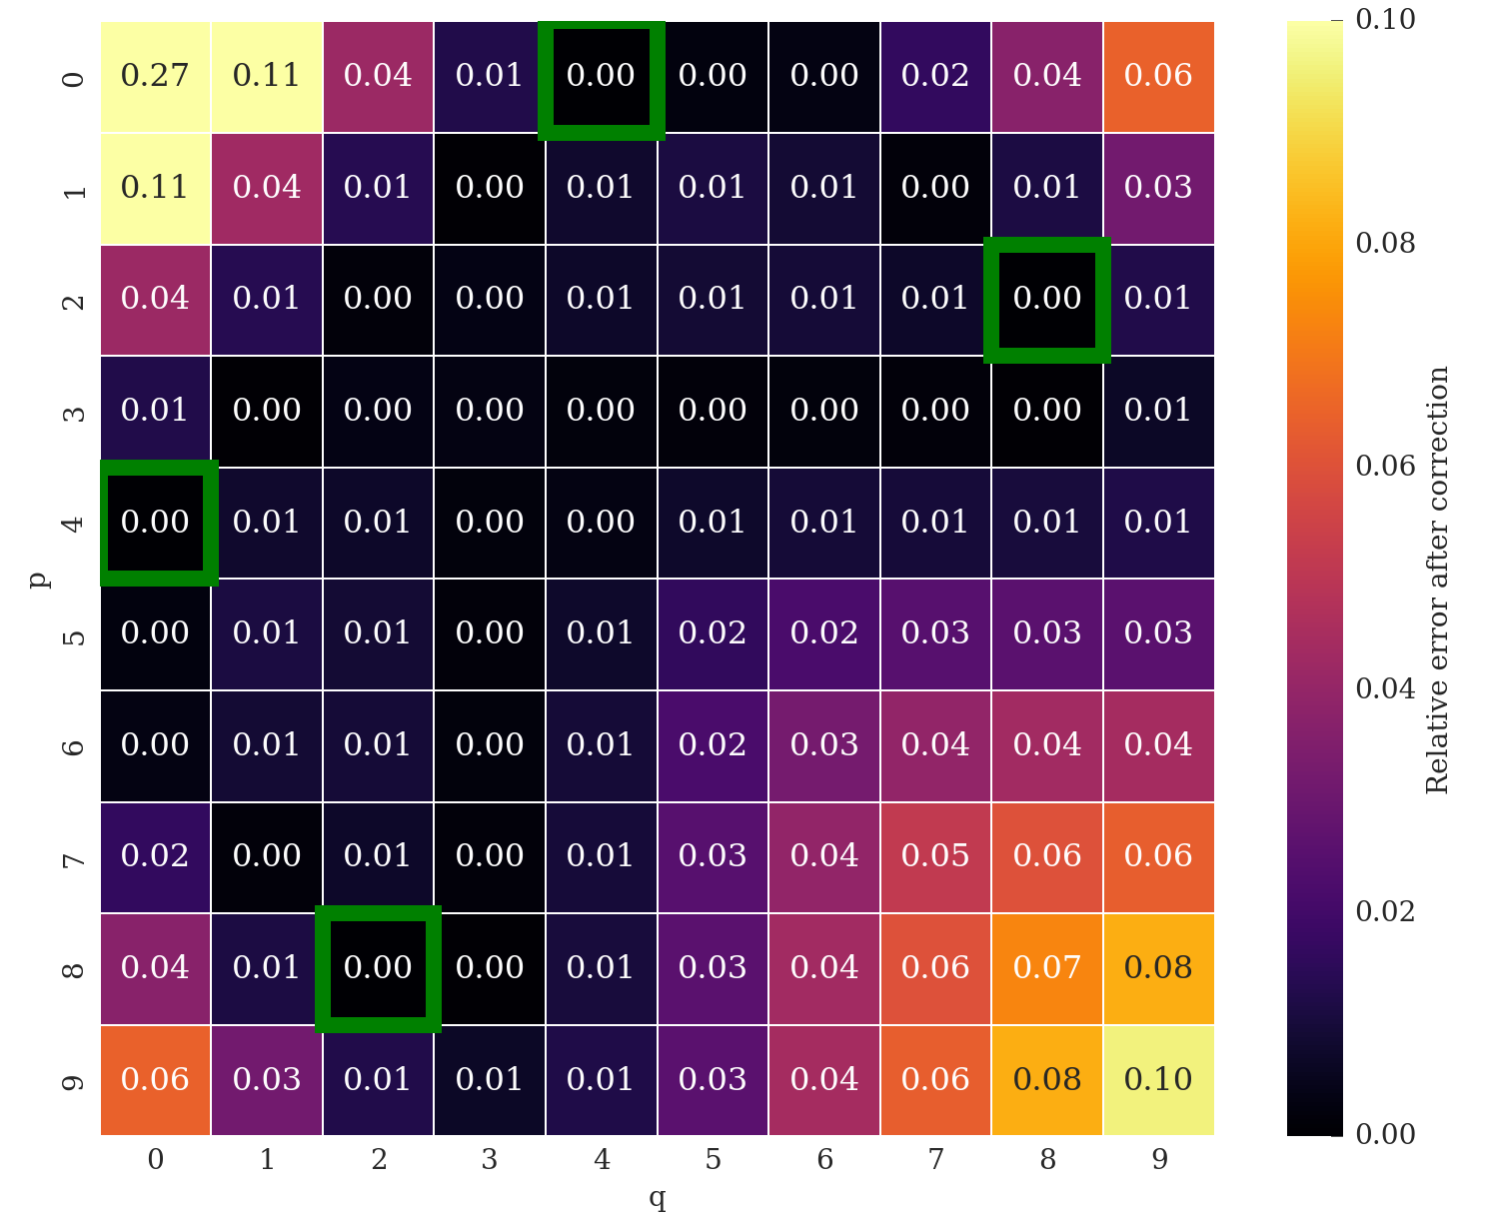 0 0.27 0.11 0.04 0.01 0.00 0.00 0.00 0.02 0.04 0.06
1 0.11 0.04 0.01 0.00 0.01 0.01 0.01 0.00 0.01 0.03
2 0.04 0.01 0.00 0.00 0.01 0.01 0.01 0.01 0.00 0.01
3 0.01 0.00 0.00 0.00 0.00 0.00 0.00 0.00 0.00 0.01
4 0.00 0.01 0.01 0.00 0.00 0.01 0.01 0.01 0.01 0.01
5 0.00 0.01 0.01 0.00 0.01 0.02 0.02 0.03 0.03 0.03
6 0.00 0.01 0.01 0.00 0.01 0.02 0.03 0.04 0.04 0.04
7 0.02 0.00 0.01 0.00 0.01 0.03 0.04 0.05 0.06 0.06
8 0.04 0.01 0.00 0.00 0.01 0.03 0.04 0.06 0.07 0.08
9 0.06 0.03 0.01 0.01 0.01 0.03 0.04 0.06 0.08 0.10
0 1 2 3 4 5 6 7 8 9
q
p
0.10
0.08
0.06
0.04
0.02
0.00
Relative error after correction